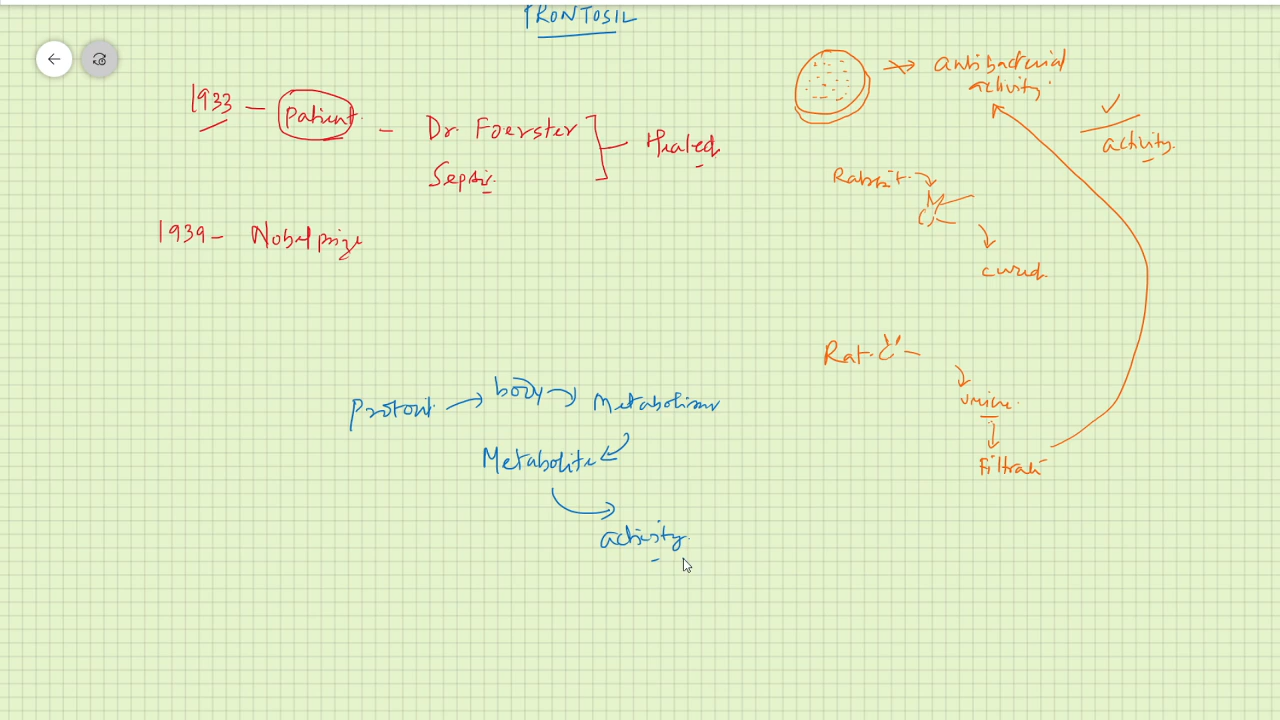 PRONTOSIL
1933 - Patient - Dr. Foerster
Sepsis
Healed
1939 - Nobel prize
antibacterial
activity
activity
Rabbit
cured
Rat
urine
Filtrate
body
Metabolism
Metabolite
activity